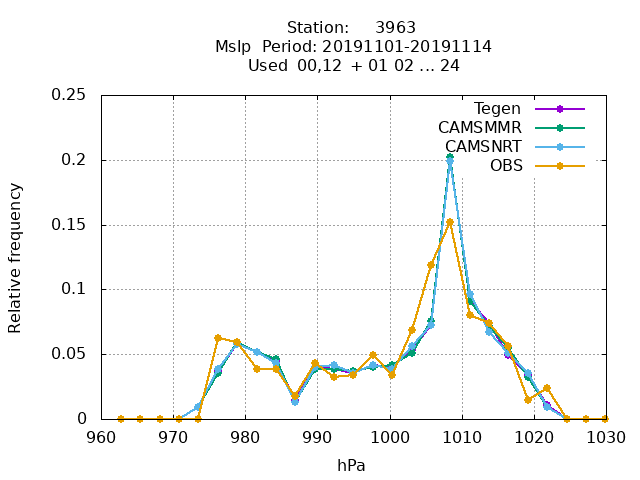 Station: 3963
Mslp Period: 20191101-20191114
Used 00,12 + 01 02 ... 24
Tegen
CAMSMMR
CAMSNRT
OBS
Relative frequency
0.25
0.2
0.15
0.1
0.05
0
960 970 980 990 1000 1010 1020 1030
hPa